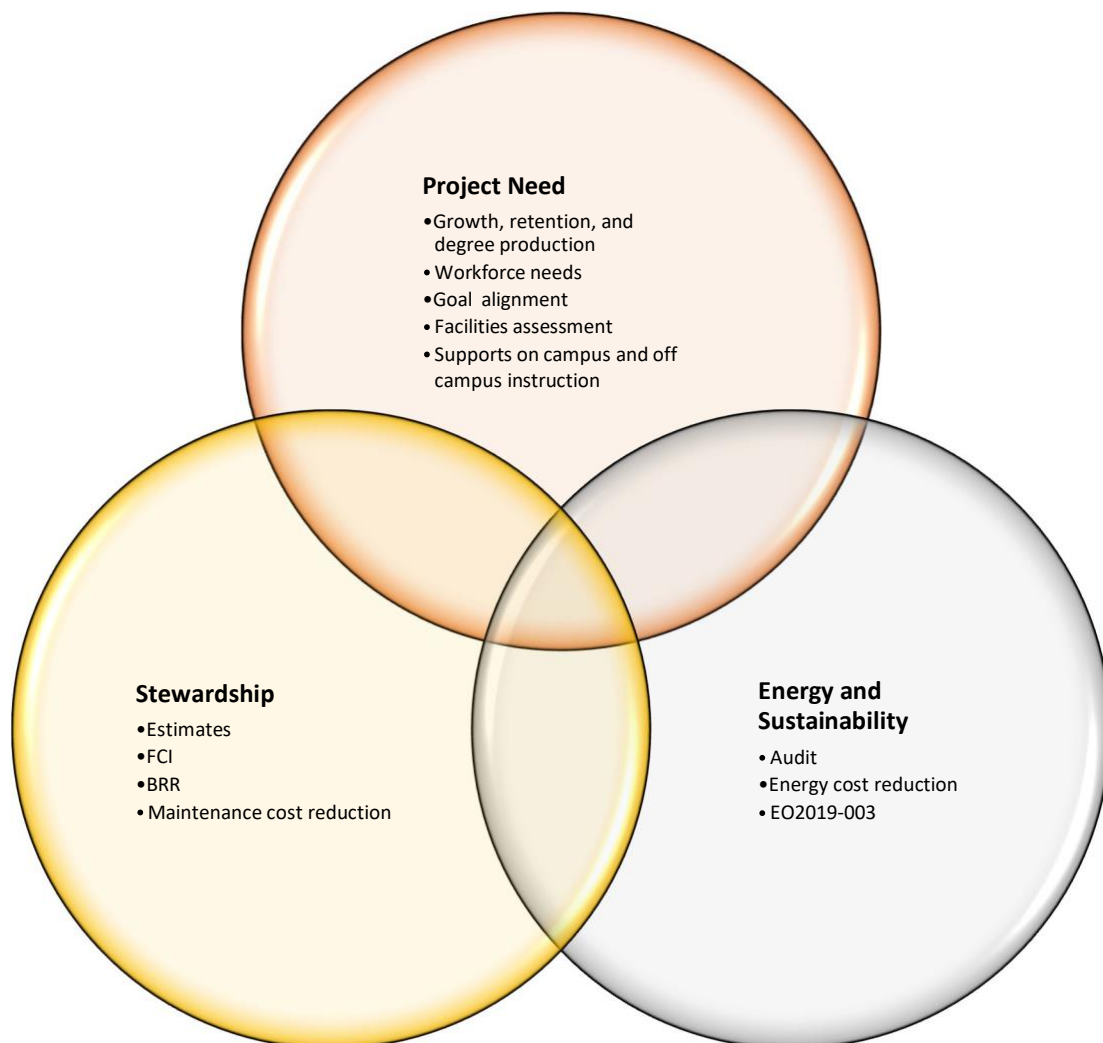 Project Need
•Growth, retention, and
degree production
• Workforce needs
•Goal alignment
• Facilities assessment
• Supports on campus and off
campus instruction
Stewardship
•Estimates
•FCI
•BRR
• Maintenance cost reduction
Energy and
Sustainability
• Audit
•Energy cost reduction
• EO2019-003